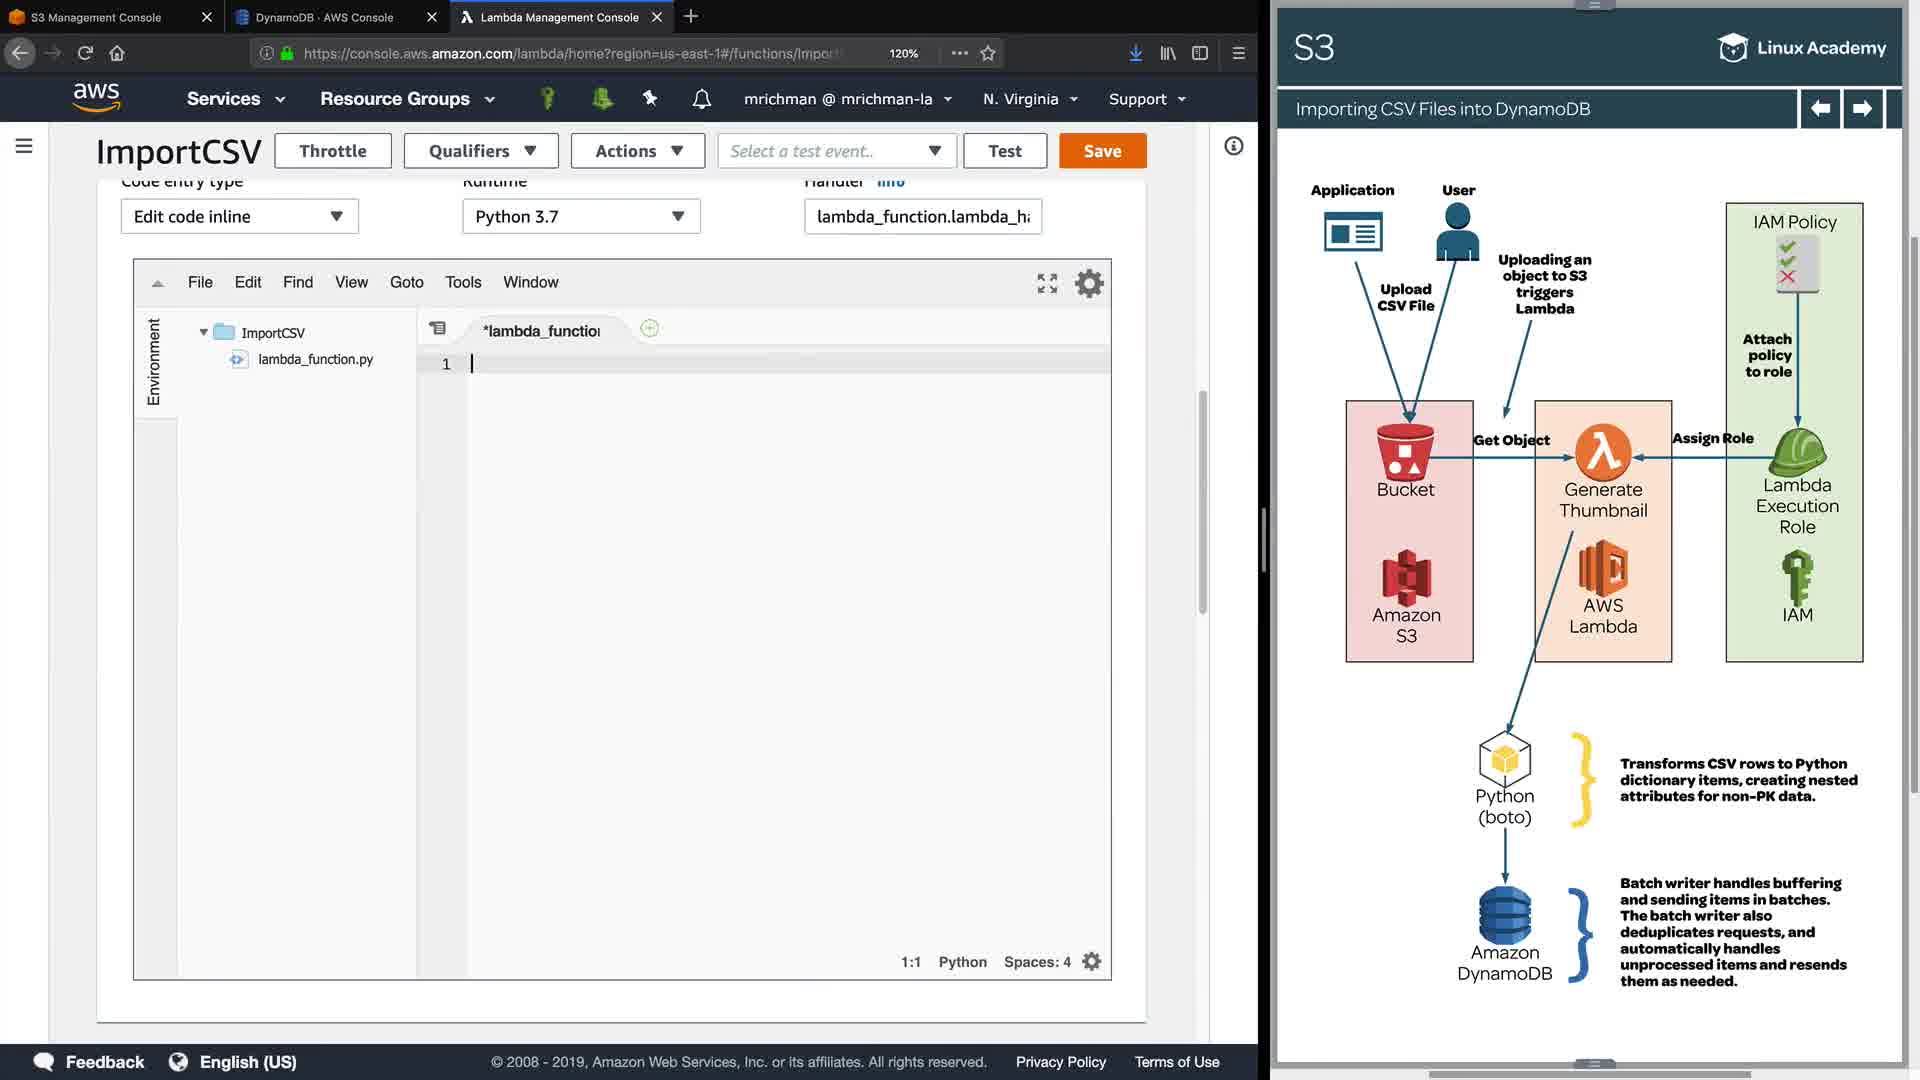 S3 Management Console
DynamoDB · AWS Console
Lambda Management Console
https://console.aws.amazon.com/lambda/home?region=us-east-1#/functions/Impor
120%
aws
Services
Resource Groups
mrichman @ mrichman-la
N. Virginia
Support
ImportCSV
Throttle
Qualifiers
Actions
Select a test event..
Test
Save
Code entry type
Runtime
Handler Info
Edit code inline
Python 3.7
lambda_function.lambda_ha
File Edit Find View Goto Tools Window
Environment
ImportCSV
lambda_function.py
*lambda_function
1
1:1 Python Spaces: 4
Feedback
English (US)
© 2008 - 2019, Amazon Web Services, Inc. or its affiliates. All rights reserved.
Privacy Policy
Terms of Use
S3
Linux Academy
Importing CSV Files into DynamoDB
Application
User
Upload
CSV File
Uploading an
object to S3
triggers
Lambda
IAM Policy
Attach
policy
to role
Get Object
Assign Role
Bucket
Generate
Thumbnail
Lambda
Execution
Role
Amazon
S3
AWS
Lambda
IAM
Python
(boto)
Transforms CSV rows to Python
dictionary items, creating nested
attributes for non-PK data.
Amazon
DynamoDB
Batch writer handles buffering
and sending items in batches.
The batch writer also
deduplicates requests, and
automatically handles
unprocessed items and resends
them as needed.